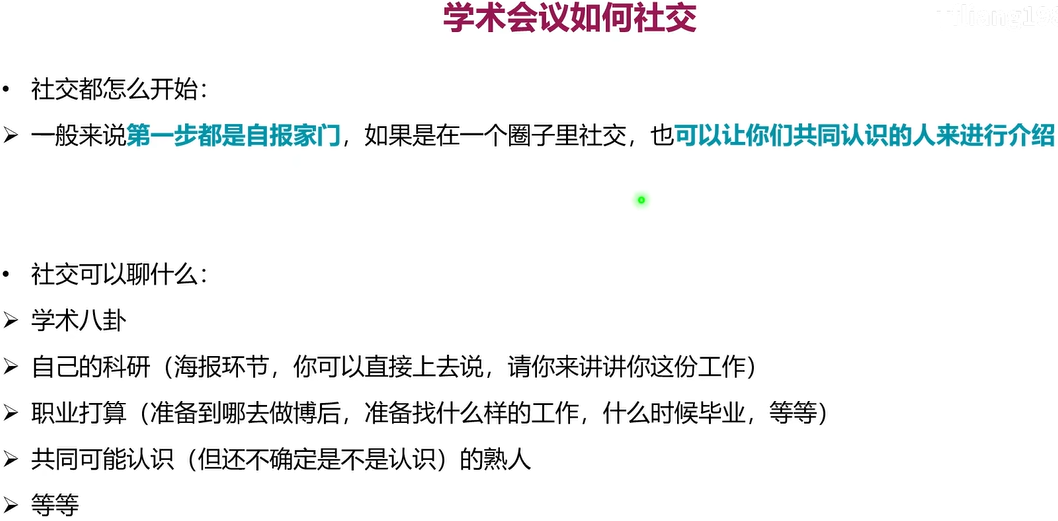 学术会议如何社交
• 社交都怎么开始：
➢ 一般来说第一步都是自报家门，如果是在一个圈子里社交，也可以让你们共同认识的人来进行介绍
• 社交可以聊什么：
➢ 学术八卦
➢ 自己的科研（海报环节，你可以直接上去说，请你来讲讲你这份工作）
➢ 职业打算（准备到哪去做博后，准备找什么样的工作，什么时候毕业，等等）
➢ 共同可能认识（但还不确定是不是认识）的熟人
➢ 等等